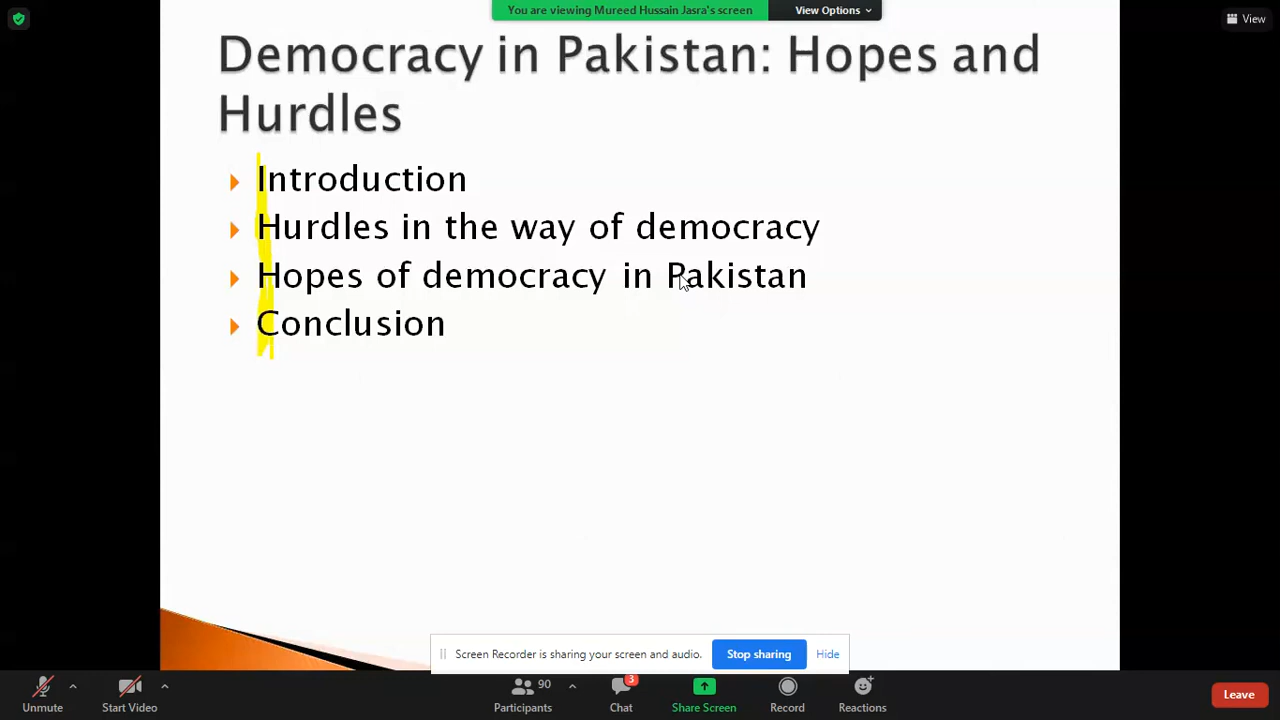 You are viewing Mureed Hussain Jasra's screen
View Options
View
Democracy in Pakistan: Hopes and
Hurdles
Introduction
Hurdles in the way of democracy
Hopes of democracy in Pakistan
Conclusion
Screen Recorder is sharing your screen and audio.
Stop sharing
Hide
Unmute
Start Video
90
Participants
3
Chat
Share Screen
Record
Reactions
Leave